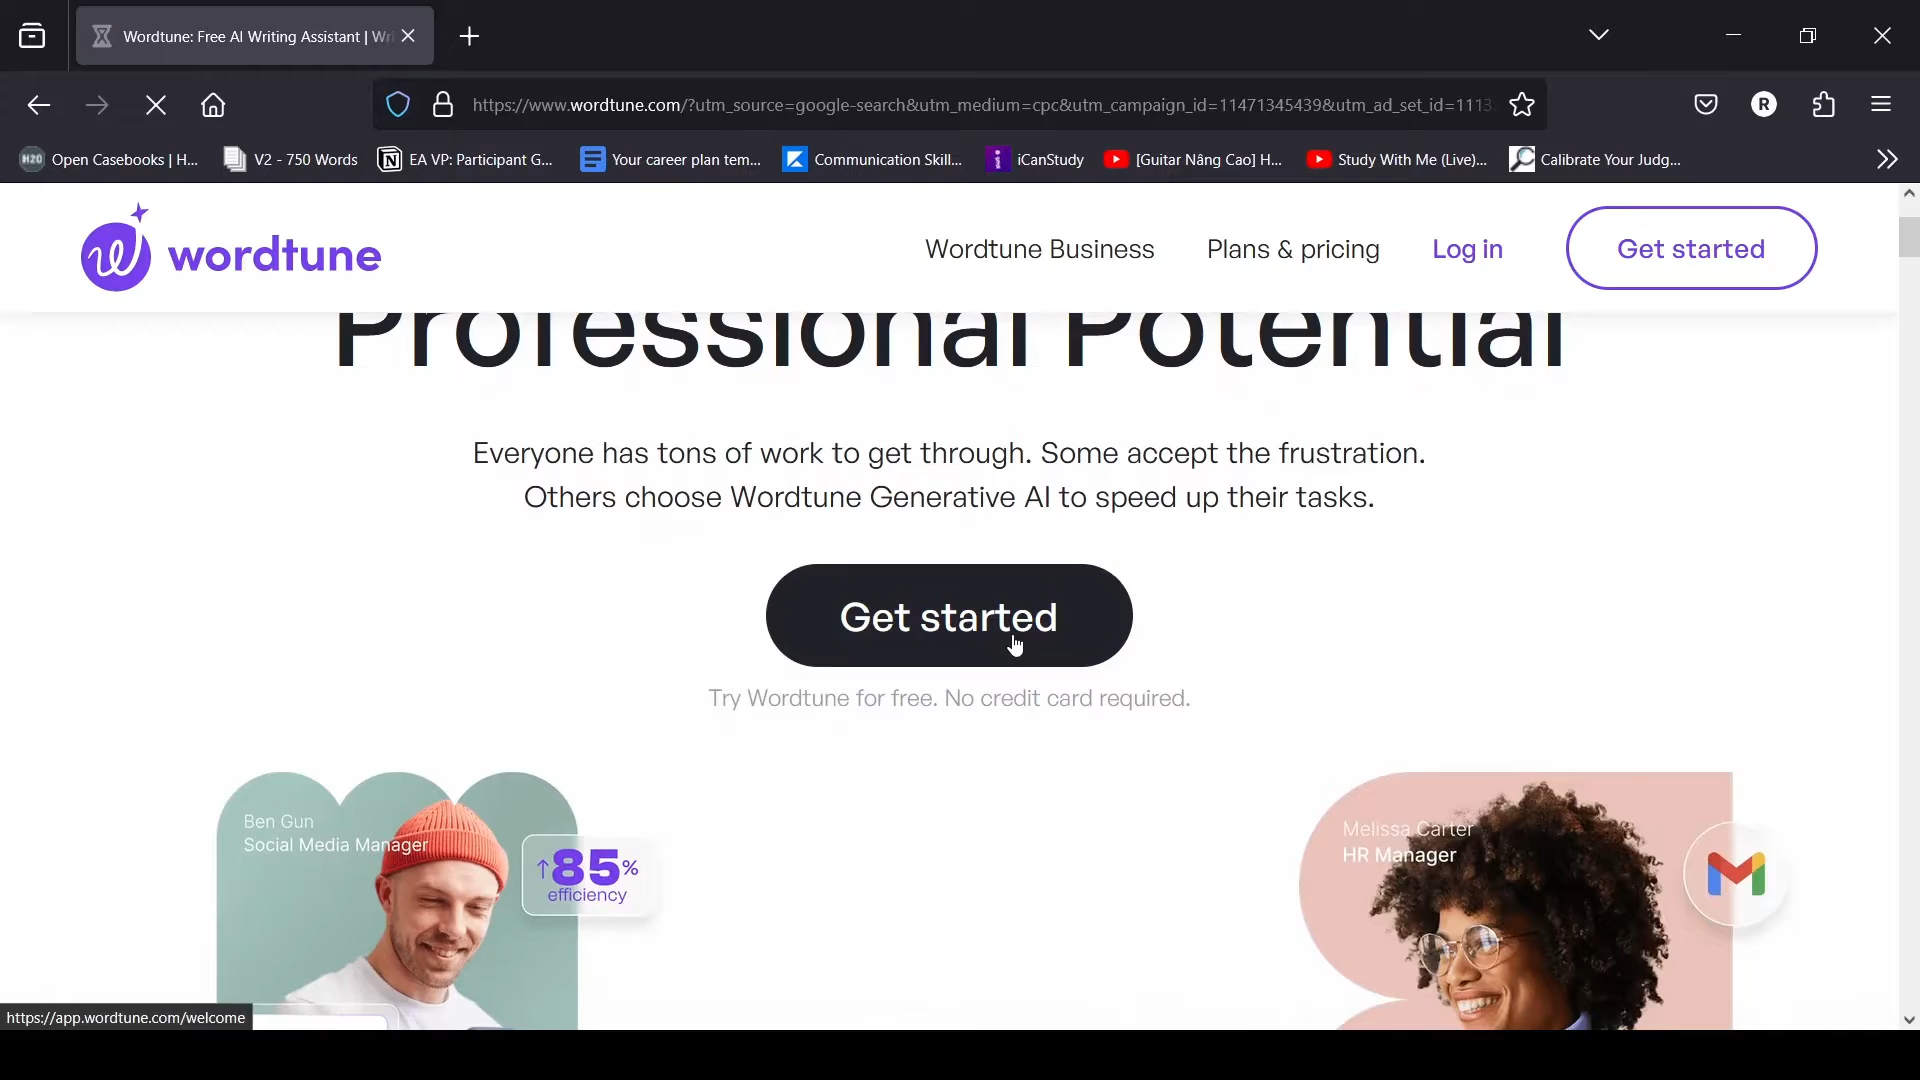 Wordtune: Free AI Writing Assistant | Wri
https://www.wordtune.com/?utm_source=google-search&utm_medium=cpc&utm_campaign_id=11471345439&utm_ad_set_id=1113
H2O Open Casebooks | H...
V2 - 750 Words
EA VP: Participant G...
Your career plan tem...
Communication Skill...
iCanStudy
[Guitar Nâng Cao] H...
Study With Me (Live)...
Calibrate Your Judg...
wordtune
Wordtune Business
Plans & pricing
Log in
Get started
Professional Potential
Everyone has tons of work to get through. Some accept the frustration.
Others choose Wordtune Generative AI to speed up their tasks.
Get started
Try Wordtune for free. No credit card required.
Ben Gun
Social Media Manager
↑85%
efficiency
Melissa Carter
HR Manager
https://app.wordtune.com/welcome